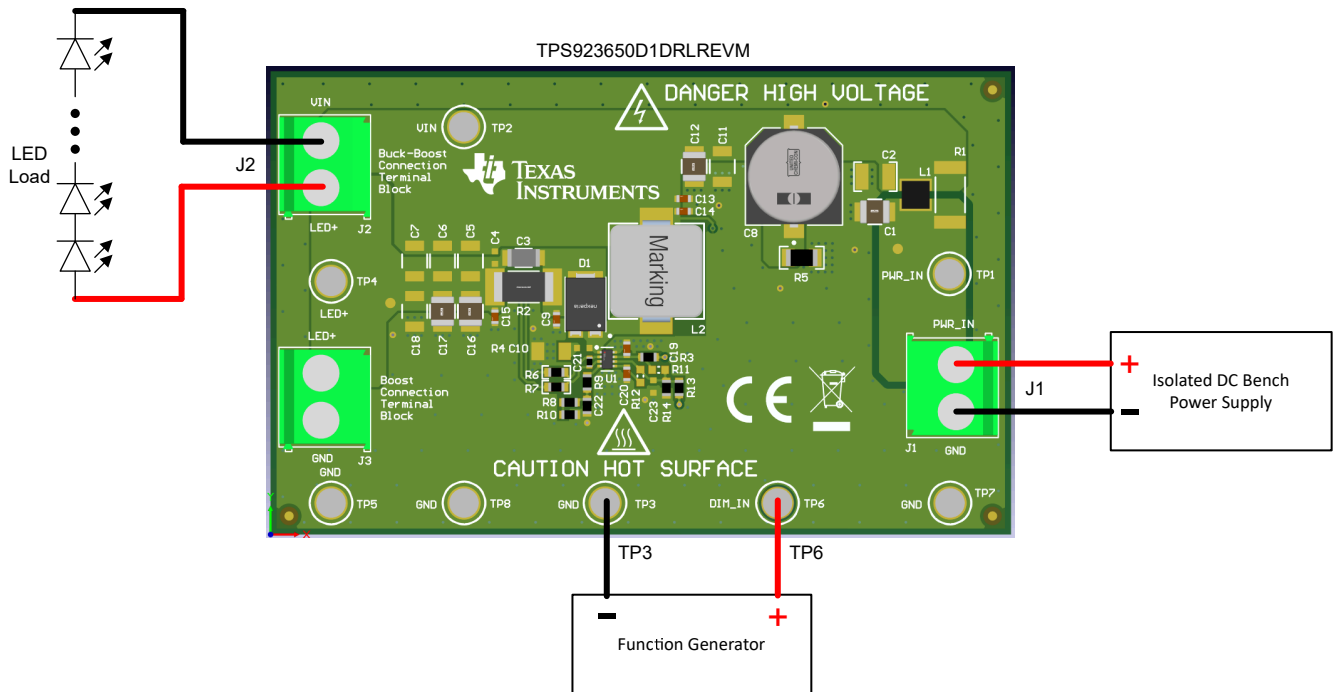 TPS923650D1DRLREVM
DANGER HIGH VOLTAGE
VIN
VIN
TP2
J2
LED
Load
Buck-Boost
Connection
Terminal
Block
TEXAS
INSTRUMENTS
LED+
J2
C12
C11
C13
C14
C8
C2
L1
R1
C1
R5
C7
C6
C5
C4
C3
D1
Marking
R2
L2
TP4
LED+
PWR_IN
TP1
LED+
C18
C17
C16
C15
C9
R4
C10
C21
U1
C19
R3
R11
R6
R7
R9
R8
R10
C22
C20
R12
C23
R14
R13
Boost
Connection
Terminal
Block
GND
J3
PWR_IN
J1
J1
GND
+
Isolated DC Bench
Power Supply
-
CE
CAUTION HOT SURFACE
GND
TP5
GND
TP8
GND
TP3
DIM_IN
TP6
GND
TP7
Y
X
TP3
TP6
-
+
Function Generator